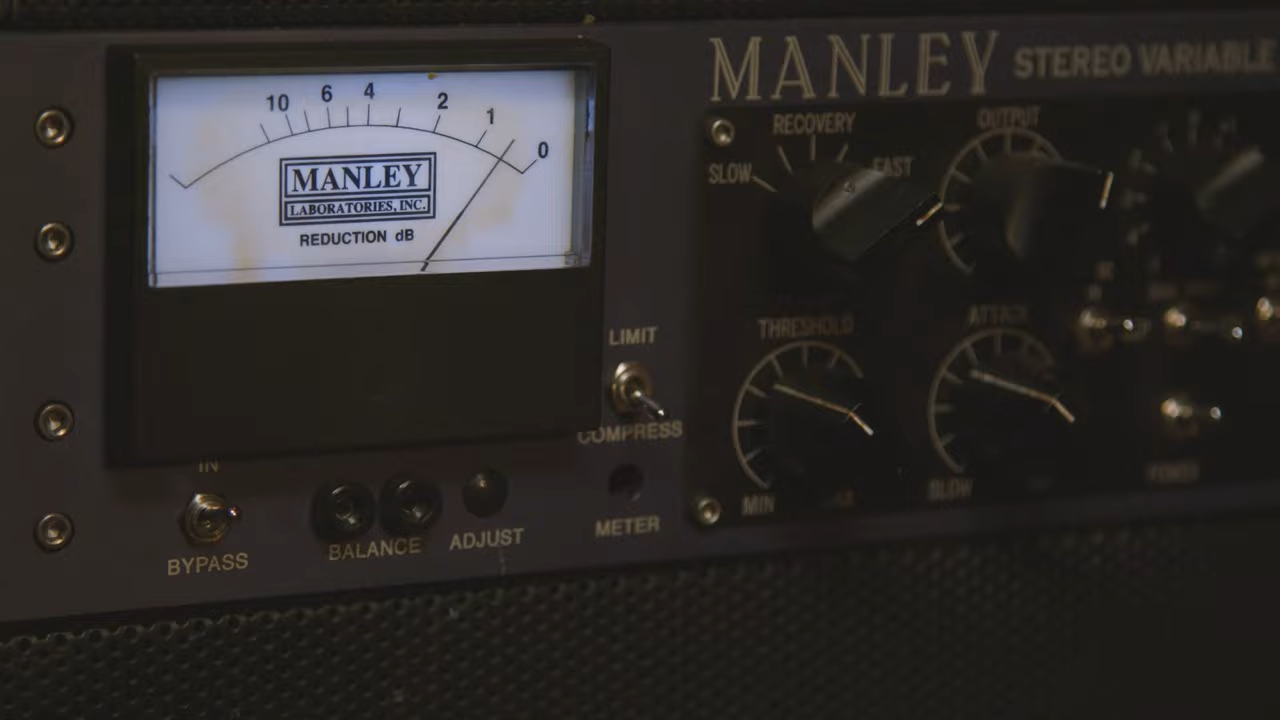 10 6 4 2 1 0
MANLEY
LABORATORIES, INC.
REDUCTION dB
MANLEY STEREO VARIABLE
RECOVERY
OUTPUT
SLOW
FAST
LIMIT
THRESHOLD
ATTACK
COMPRESS
IN
MIN
SLOW
POWER
BYPASS
BALANCE
ADJUST
METER